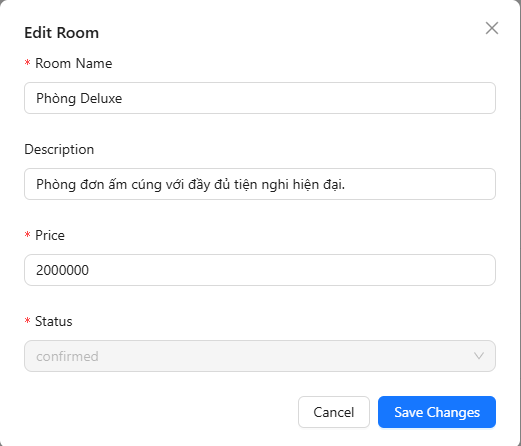 Edit Room
* Room Name
Phòng Deluxe
Description
Phòng đơn ấm cúng với đầy đủ tiện nghi hiện đại.
* Price
2000000
* Status
confirmed
Cancel
Save Changes